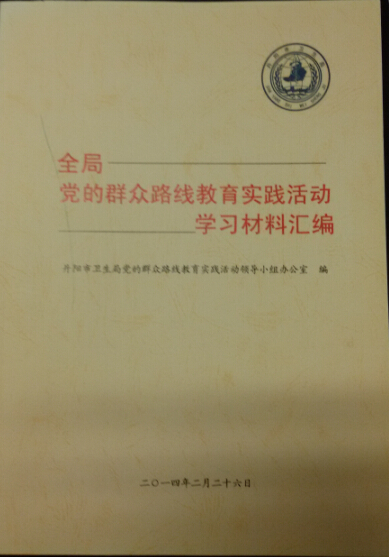 全局
党的群众路线教育实践活动
学习材料汇编
丹阳市卫生局党的群众路线教育实践活动领导小组办公室 编
二〇一四年二月二十六日